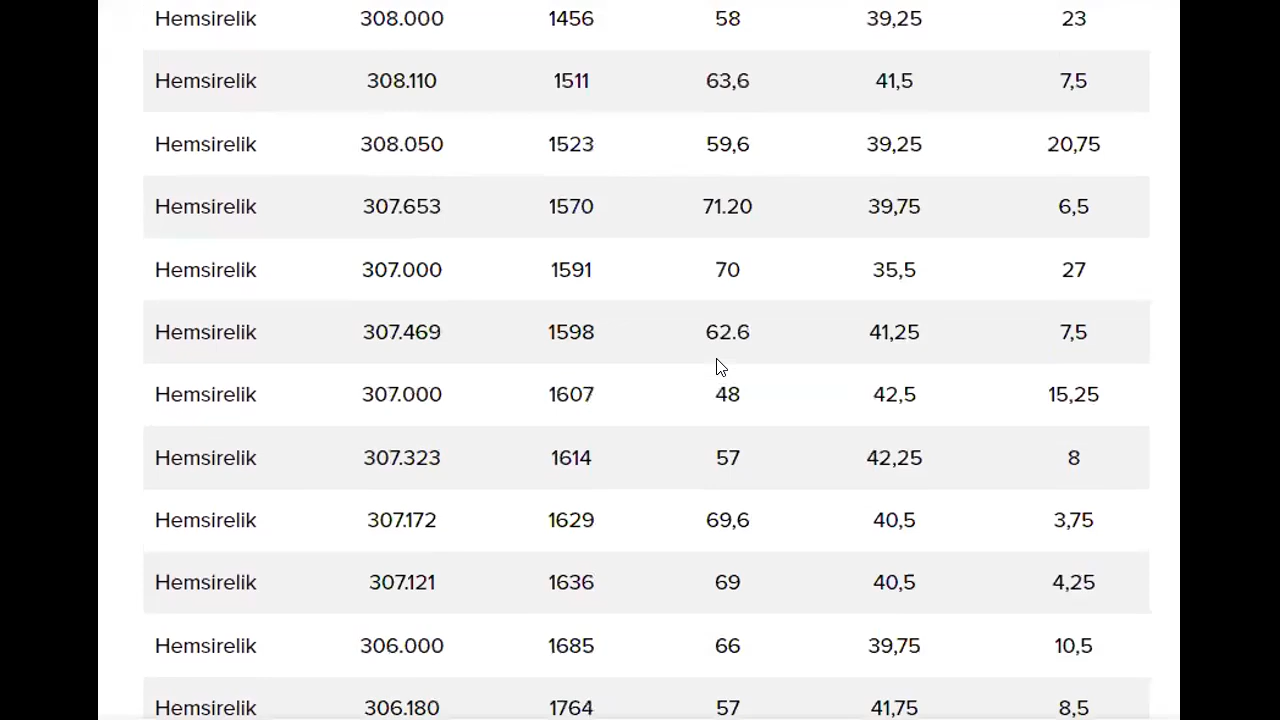 Hemsirelik 308.000 1456 58 39,25 23
Hemsirelik 308.110 1511 63,6 41,5 7,5
Hemsirelik 308.050 1523 59,6 39,25 20,75
Hemsirelik 307.653 1570 71.20 39,75 6,5
Hemsirelik 307.000 1591 70 35,5 27
Hemsirelik 307.469 1598 62.6 41,25 7,5
Hemsirelik 307.000 1607 48 42,5 15,25
Hemsirelik 307.323 1614 57 42,25 8
Hemsirelik 307.172 1629 69,6 40,5 3,75
Hemsirelik 307.121 1636 69 40,5 4,25
Hemsirelik 306.000 1685 66 39,75 10,5
Hemsirelik 306.180 1764 57 41,75 8,5